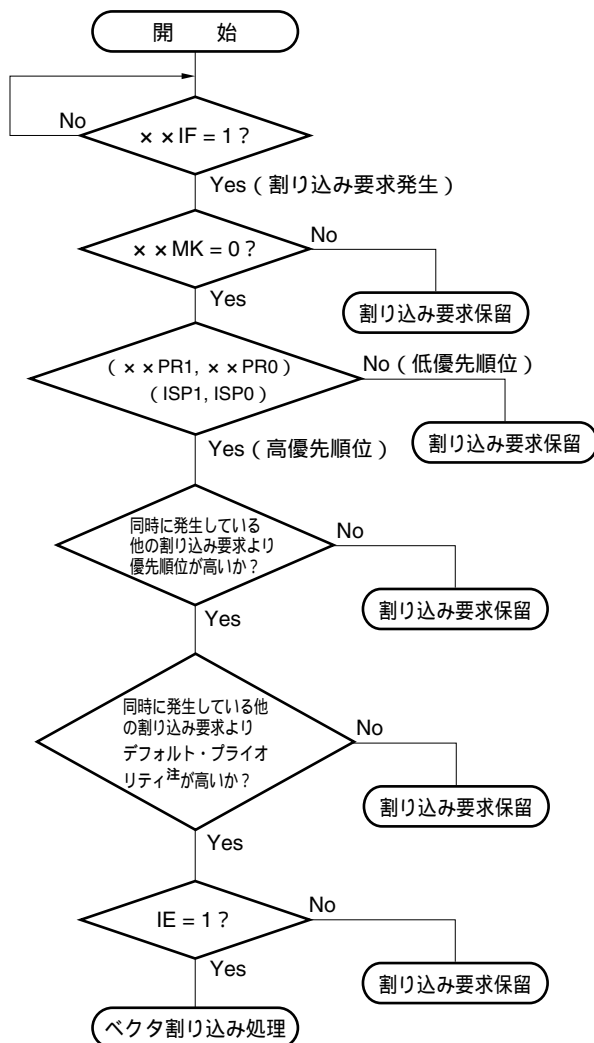 開　始
No
××IF = 1？
Yes（割り込み要求発生）
××MK = 0？
No
Yes
割り込み要求保留
（××PR1, ××PR0）
（ISP1, ISP0）
No（低優先順位）
Yes（高優先順位）
割り込み要求保留
同時に発生している
他の割り込み要求より
優先順位が高いか？
No
Yes
割り込み要求保留
同時に発生している他
の割り込み要求より
デフォルト・プライオ
リティ注が高いか？
No
Yes
割り込み要求保留
IE = 1？
No
Yes
割り込み要求保留
ベクタ割り込み処理